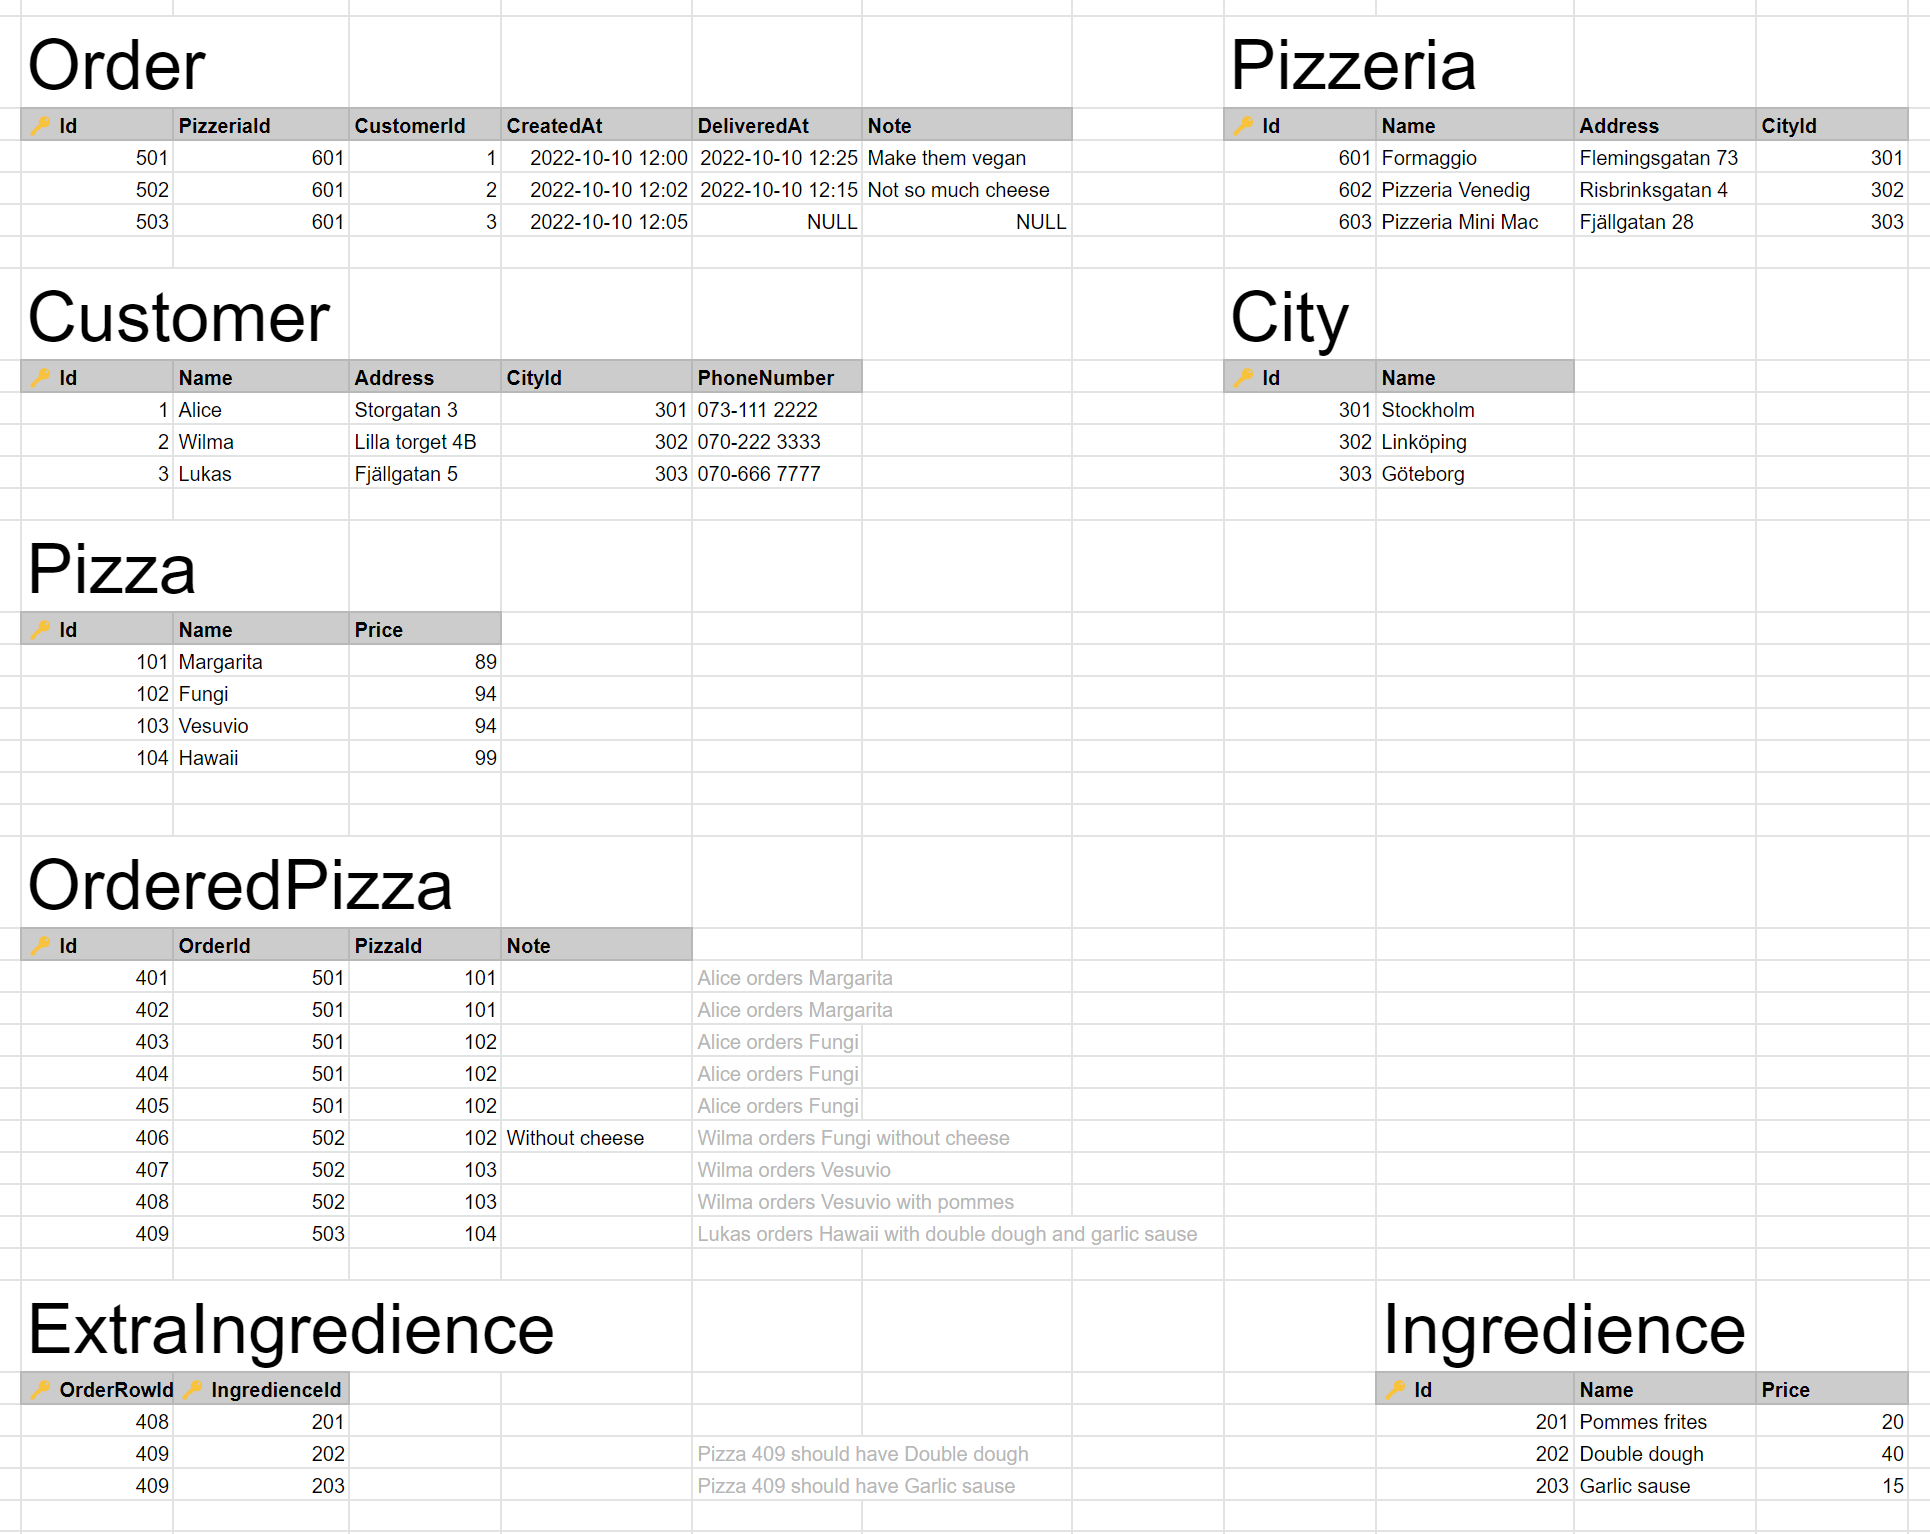 Order
Id PizzeriaId CustomerId CreatedAt DeliveredAt Note
501 601 1 2022-10-10 12:00 2022-10-10 12:25 Make them vegan
502 601 2 2022-10-10 12:02 2022-10-10 12:15 Not so much cheese
503 601 3 2022-10-10 12:05 NULL NULL
Pizzeria
Id Name Address CityId
601 Formaggio Flemingsgatan 73 301
602 Pizzeria Venedig Risbrinksgatan 4 302
603 Pizzeria Mini Mac Fjällgatan 28 303
Customer
Id Name Address CityId PhoneNumber
1 Alice Storgatan 3 301 073-111 2222
2 Wilma Lilla torget 4B 302 070-222 3333
3 Lukas Fjällgatan 5 303 070-666 7777
City
Id Name
301 Stockholm
302 Linköping
303 Göteborg
Pizza
Id Name Price
101 Margarita 89
102 Fungi 94
103 Vesuvio 94
104 Hawaii 99
OrderedPizza
Id OrderId PizzaId Note
401 501 101 Alice orders Margarita
402 501 101 Alice orders Margarita
403 501 102 Alice orders Fungi
404 501 102 Alice orders Fungi
405 501 102 Alice orders Fungi
406 502 102 Without cheese Wilma orders Fungi without cheese
407 502 103 Wilma orders Vesuvio
408 502 103 Wilma orders Vesuvio with pommes
409 503 104 Lukas orders Hawaii with double dough and garlic sause
ExtraIngredience
OrderRowId IngredienceId
408 201
409 202 Pizza 409 should have Double dough
409 203 Pizza 409 should have Garlic sause
Ingredience
Id Name Price
201 Pommes frites 20
202 Double dough 40
203 Garlic sause 15